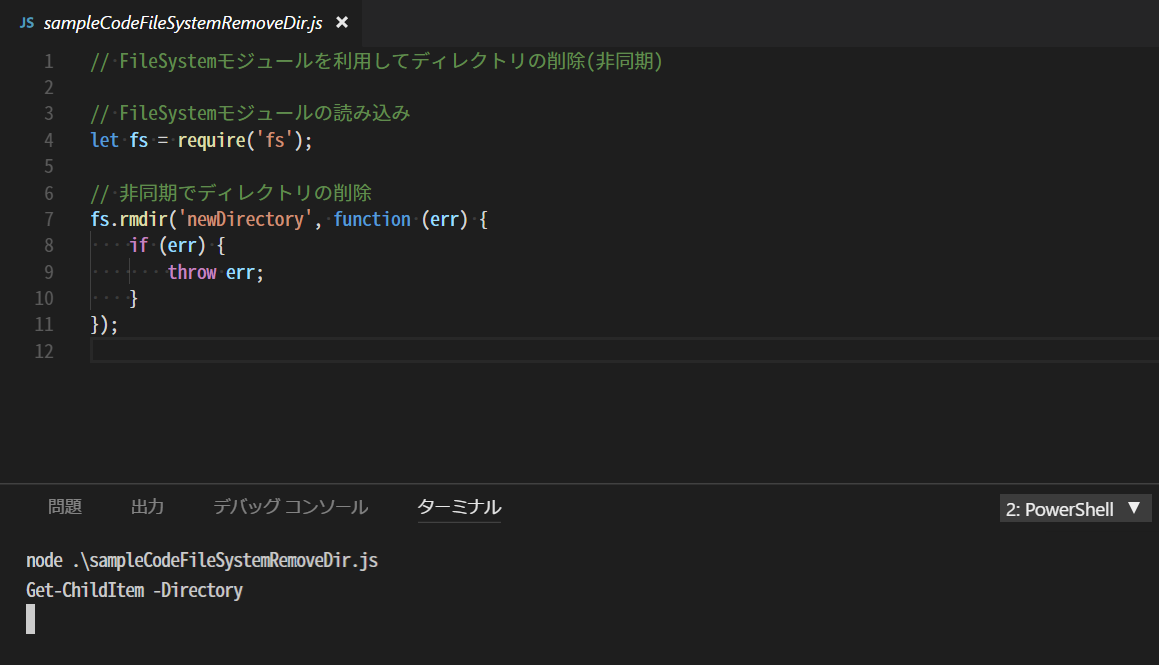 JS sampleCodeFileSystemRemoveDir.js ×
1 // FileSystemモジュールを利用してディレクトリの削除(非同期)
2
3 // FileSystemモジュールの読み込み
4 let fs = require('fs');
5
6 // 非同期でディレクトリの削除
7 fs.rmdir('newDirectory', function (err) {
8     if (err) {
9         throw err;
10     }
11 });
12
問題 出力 デバッグ コンソール ターミナル 2: PowerShell ▼
node .\sampleCodeFileSystemRemoveDir.js
Get-ChildItem -Directory